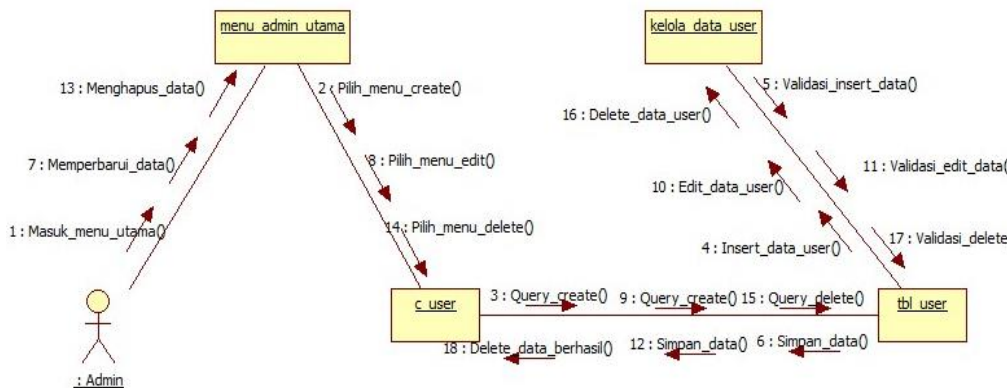 menu_admin_utama
kelola_data_user
13 : Menghapus_data()
2 : Pilih_menu_create()
5 : Validasi_insert_data()
16 : Delete_data_user()
7 : Memperbarui_data()
8 : Pilih_menu_edit()
11 : Validasi_edit_data()
10 : Edit_data_user()
1 : Masuk_menu_utama()
14 : Pilih_menu_delete()
4 : Insert_data_user()
17 : Validasi_delete
c_user
3 : Query_create()
9 : Query_create()
15 : Query_delete()
tbl_user
18 : Delete_data_berhasil()
12 : Simpan_data()
6 : Simpan_data()
: Admin